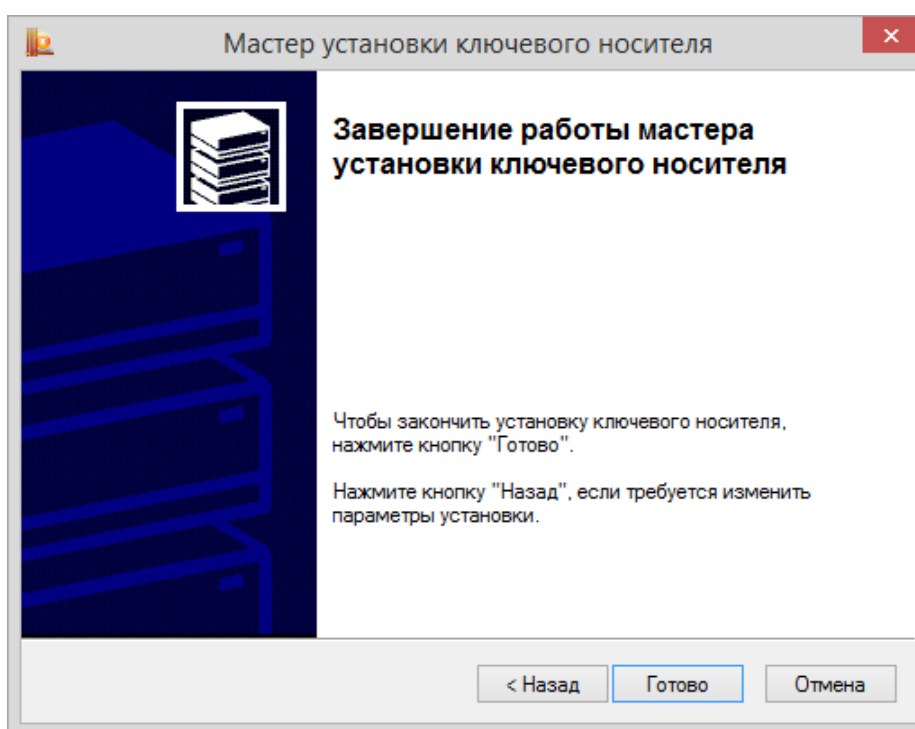 Мастер установки ключевого носителя
Завершение работы мастера
установки ключевого носителя
Чтобы закончить установку ключевого носителя,
нажмите кнопку "Готово".
Нажмите кнопку "Назад", если требуется изменить
параметры установки.
< Назад
Готово
Отмена